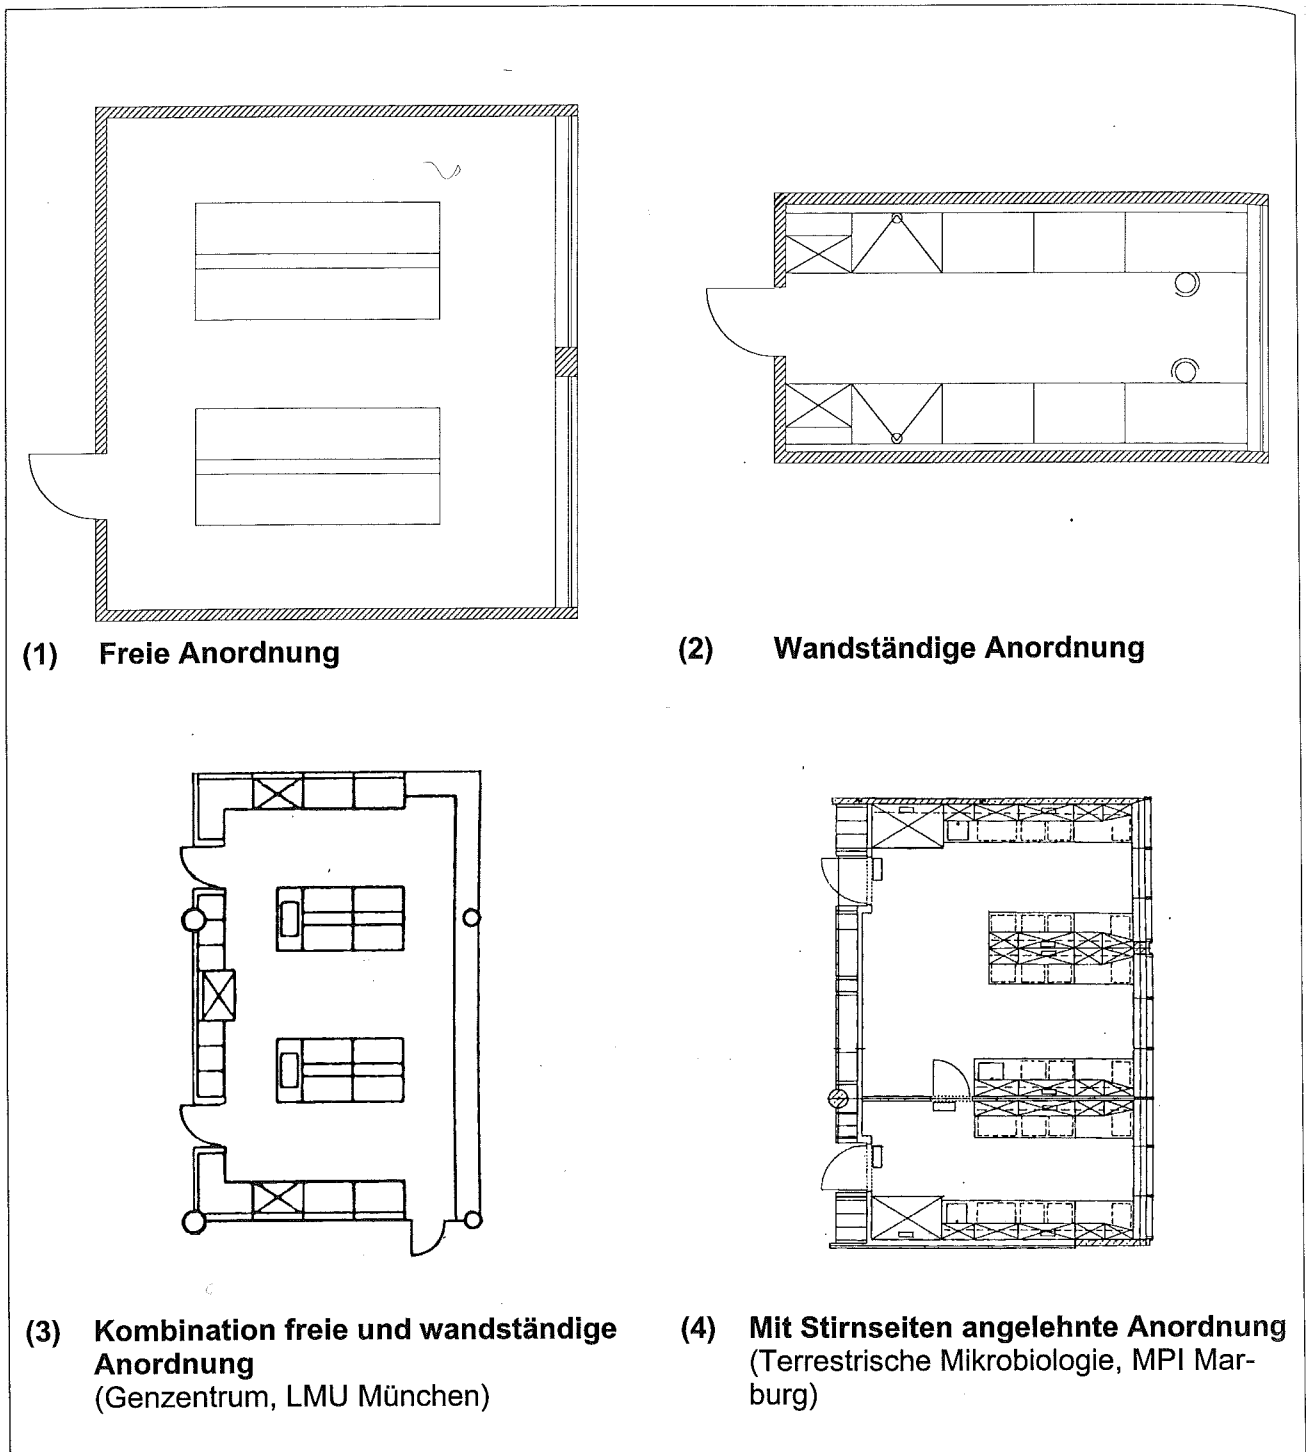 (1) Freie Anordnung
(2) Wandständige Anordnung
(3) Kombination freie und wandständige
Anordnung
(Genzentrum, LMU München)
(4) Mit Stirnseiten angelehnte Anordnung
(Terrestrische Mikrobiologie, MPI Mar-
burg)